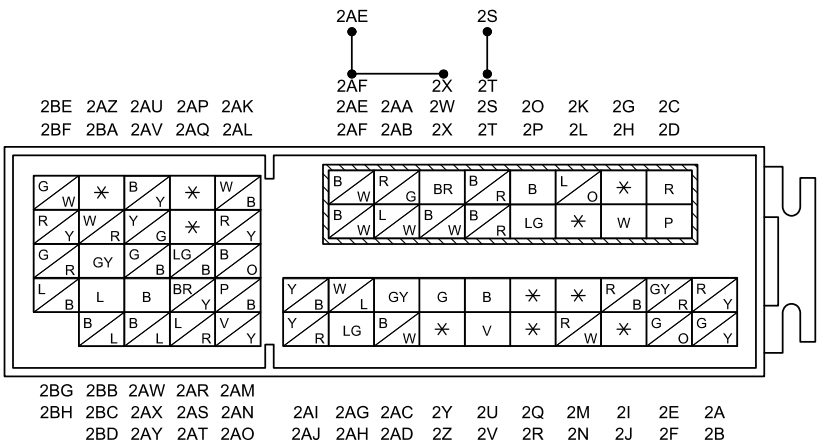 2AE 2S
2AF 2X 2T
2BE 2AZ 2AU 2AP 2AK 2AE 2AA 2W 2S 2O 2K 2G 2C
2BF 2BA 2AV 2AQ 2AL 2AF 2AB 2X 2T 2P 2L 2H 2D
G W * B Y * W B B W R G BR B R B L O * R
R Y W R Y G * R Y B W L W B W B R LG * W P
G R GY G B LG B B O
L B L B BR Y P B Y B W L GY G B * * R B GY R R Y
B L B L L R V Y Y R LG B W * V * R W * G O G Y
2BG 2BB 2AW 2AR 2AM
2BH 2BC 2AX 2AS 2AN 2AI 2AG 2AC 2Y 2U 2Q 2M 2I 2E 2A
2BD 2AY 2AT 2AO 2AJ 2AH 2AD 2Z 2V 2R 2N 2J 2F 2B